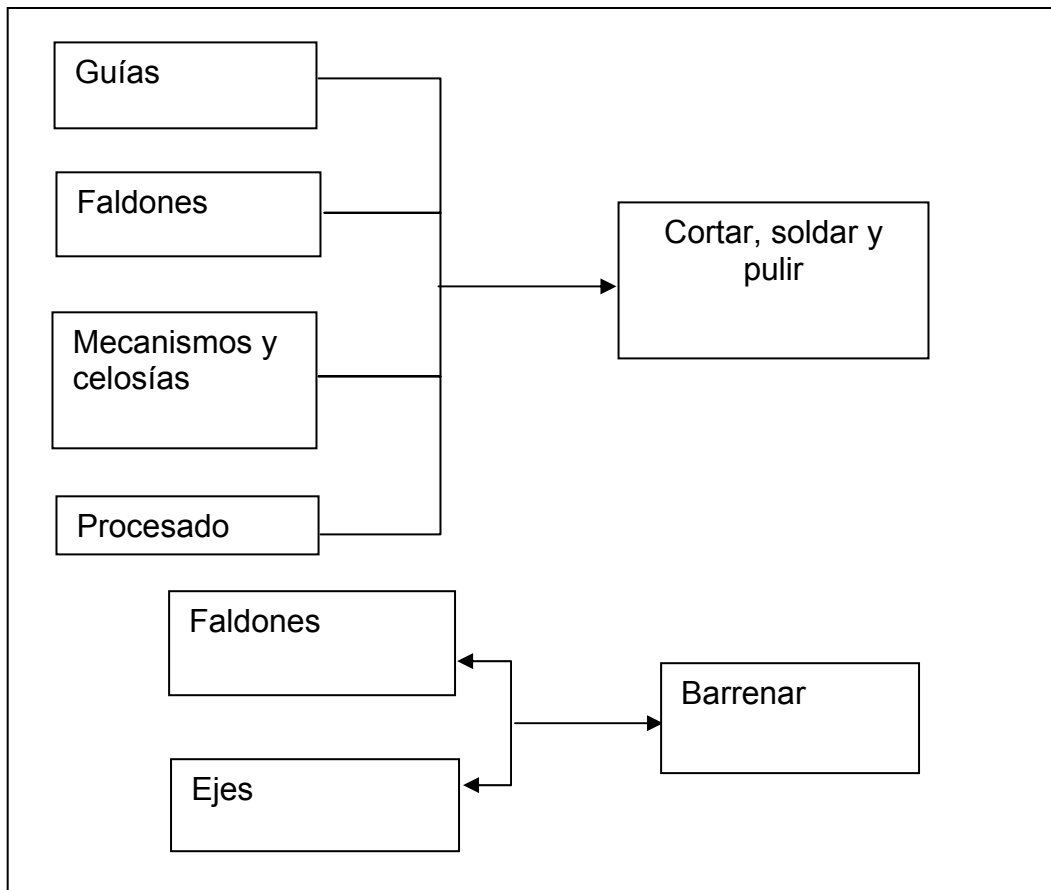 Guías
Faldones
Cortar, soldar y
pulir
Mecanismos y
celosías
Procesado
Faldones
Barrenar
Ejes